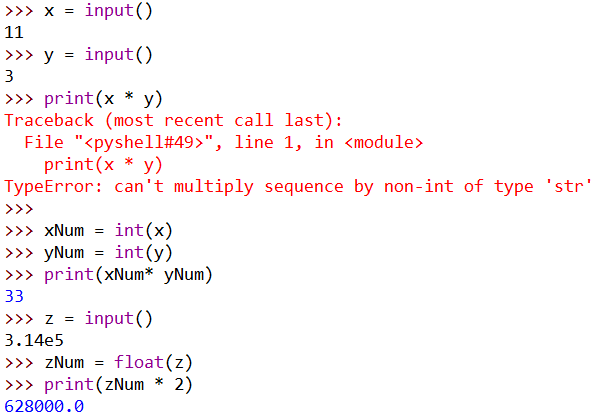 >>> x = input()
11
>>> y = input()
3
>>> print(x * y)
Traceback (most recent call last):
  File "<pyshell#49>", line 1, in <module>
    print(x * y)
TypeError: can't multiply sequence by non-int of type 'str'
>>>
>>> xNum = int(x)
>>> yNum = int(y)
>>> print(xNum* yNum)
33
>>> z = input()
3.14e5
>>> zNum = float(z)
>>> print(zNum * 2)
628000.0